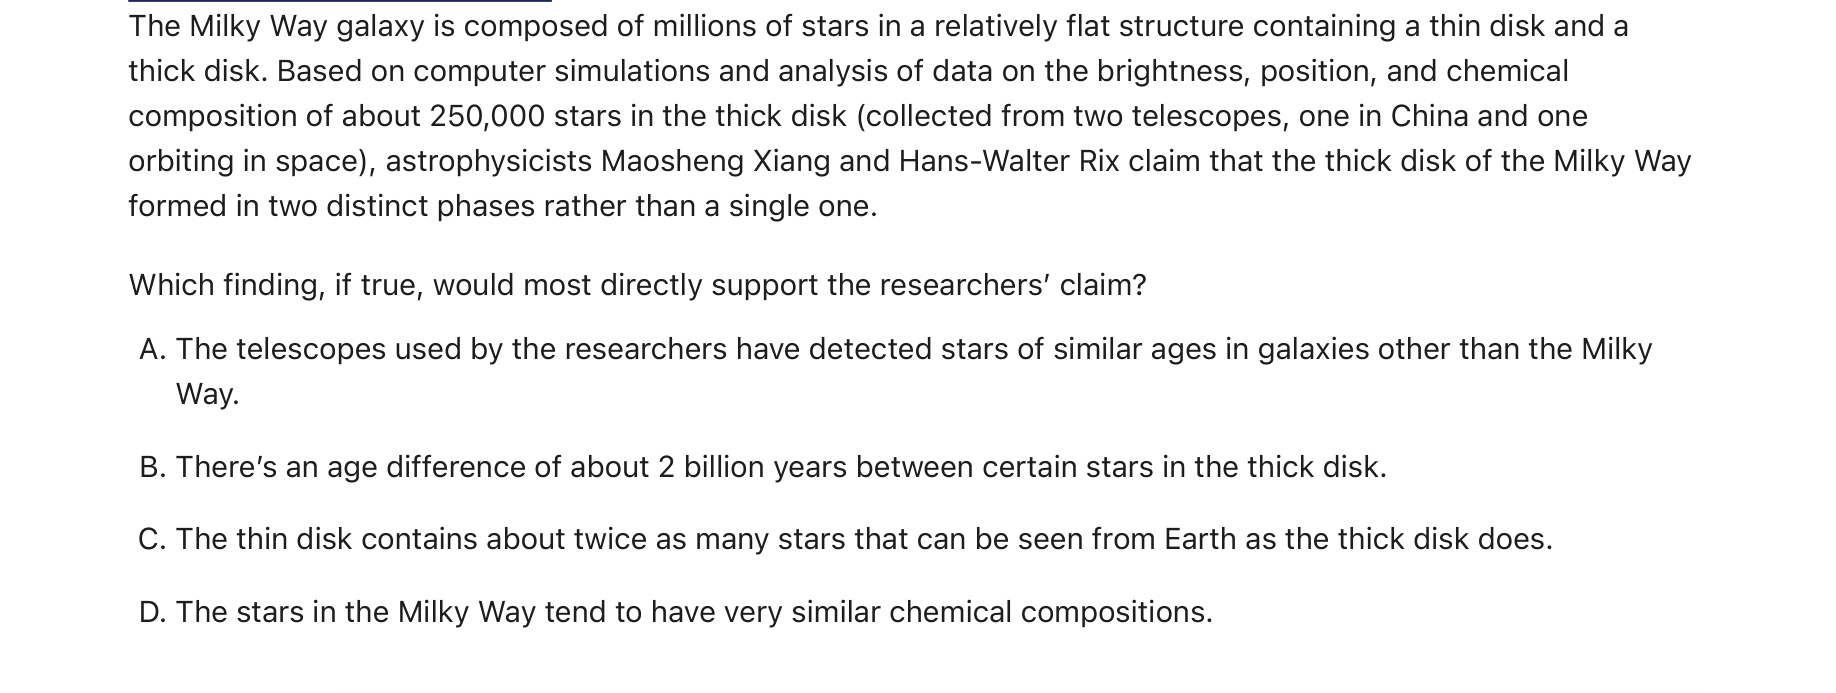 The Milky Way galaxy is composed of millions of stars in a relatively flat structure containing a thin disk and a
thick disk. Based on computer simulations and analysis of data on the brightness, position, and chemical
composition of about 250,000 stars in the thick disk (collected from two telescopes, one in China and one
orbiting in space), astrophysicists Maosheng Xiang and Hans-Walter Rix claim that the thick disk of the Milky Way
formed in two distinct phases rather than a single one.
Which finding, if true, would most directly support the researchers’ claim?
A. The telescopes used by the researchers have detected stars of similar ages in galaxies other than the Milky
Way.
B. There’s an age difference of about 2 billion years between certain stars in the thick disk.
C. The thin disk contains about twice as many stars that can be seen from Earth as the thick disk does.
D. The stars in the Milky Way tend to have very similar chemical compositions.